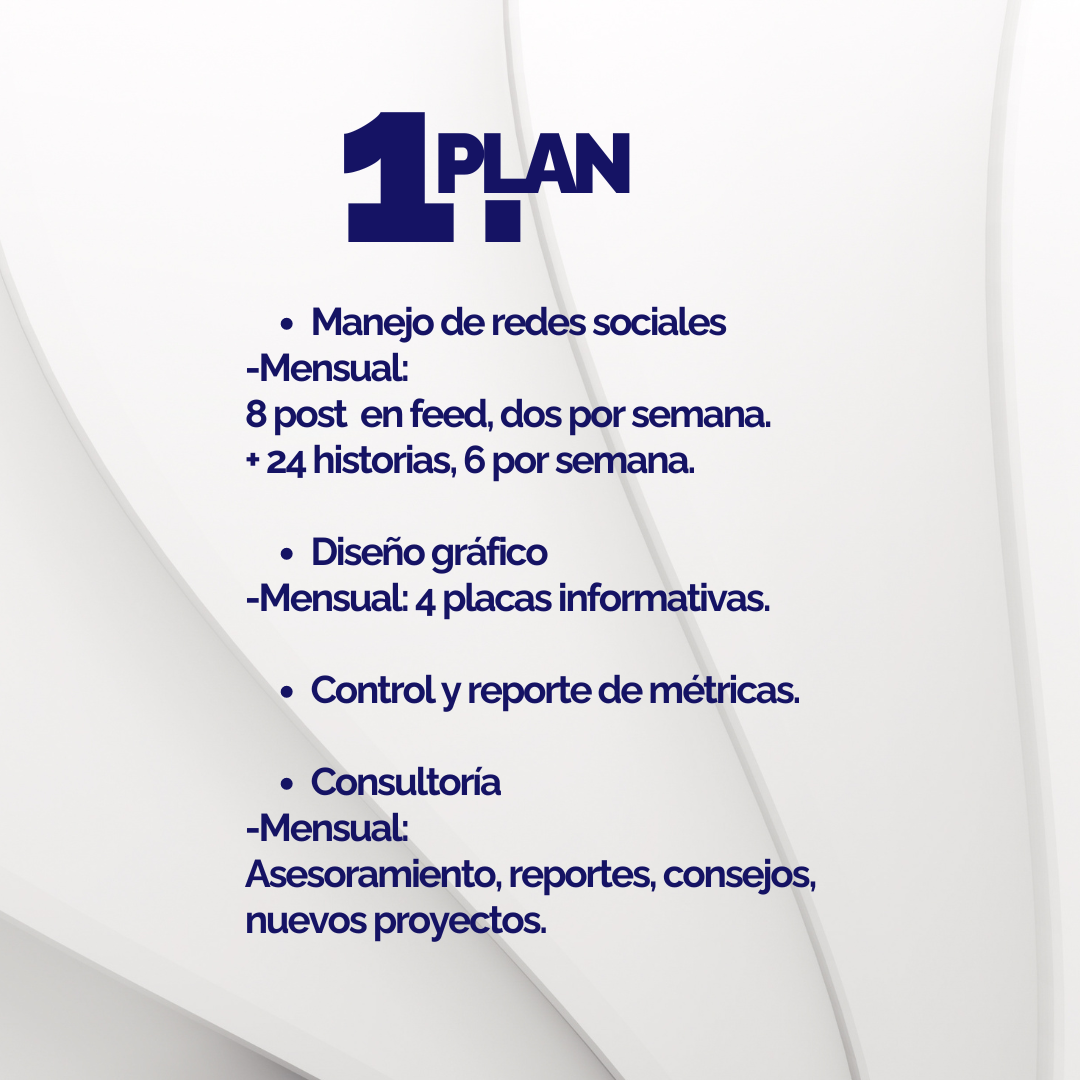 1. PLAN
• Manejo de redes sociales
-Mensual:
8 post en feed, dos por semana.
+ 24 historias, 6 por semana.
• Diseño gráfico
-Mensual: 4 placas informativas.
• Control y reporte de métricas.
• Consultoría
-Mensual:
Asesoramiento, reportes, consejos,
nuevos proyectos.